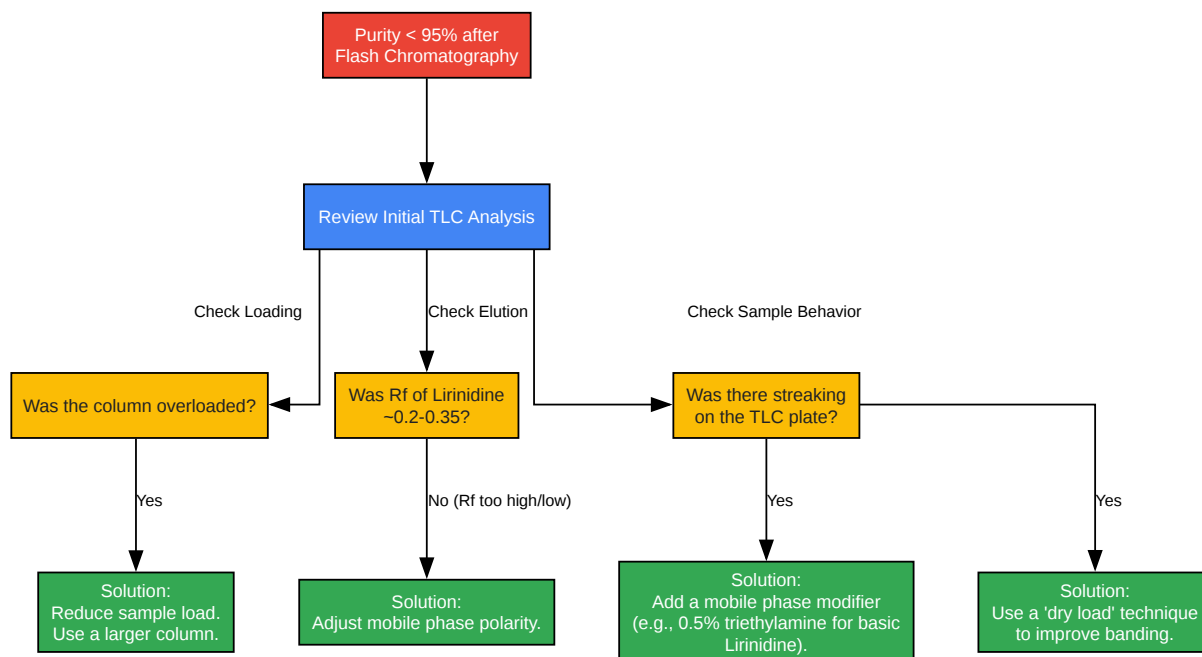 Purity < 95% after
Flash Chromatography
Review Initial TLC Analysis
Check Loading
Check Elution
Check Sample Behavior
Was the column overloaded?
Was Rf of Lirinidine
~0.2-0.35?
Was there streaking
on the TLC plate?
Yes
No (Rf too high/low)
Yes
Yes
Solution:
Reduce sample load.
Use a larger column.
Solution:
Adjust mobile phase polarity.
Solution:
Add a mobile phase modifier
(e.g., 0.5% triethylamine for basic
Lirinidine).
Solution:
Use a 'dry load' technique
to improve banding.